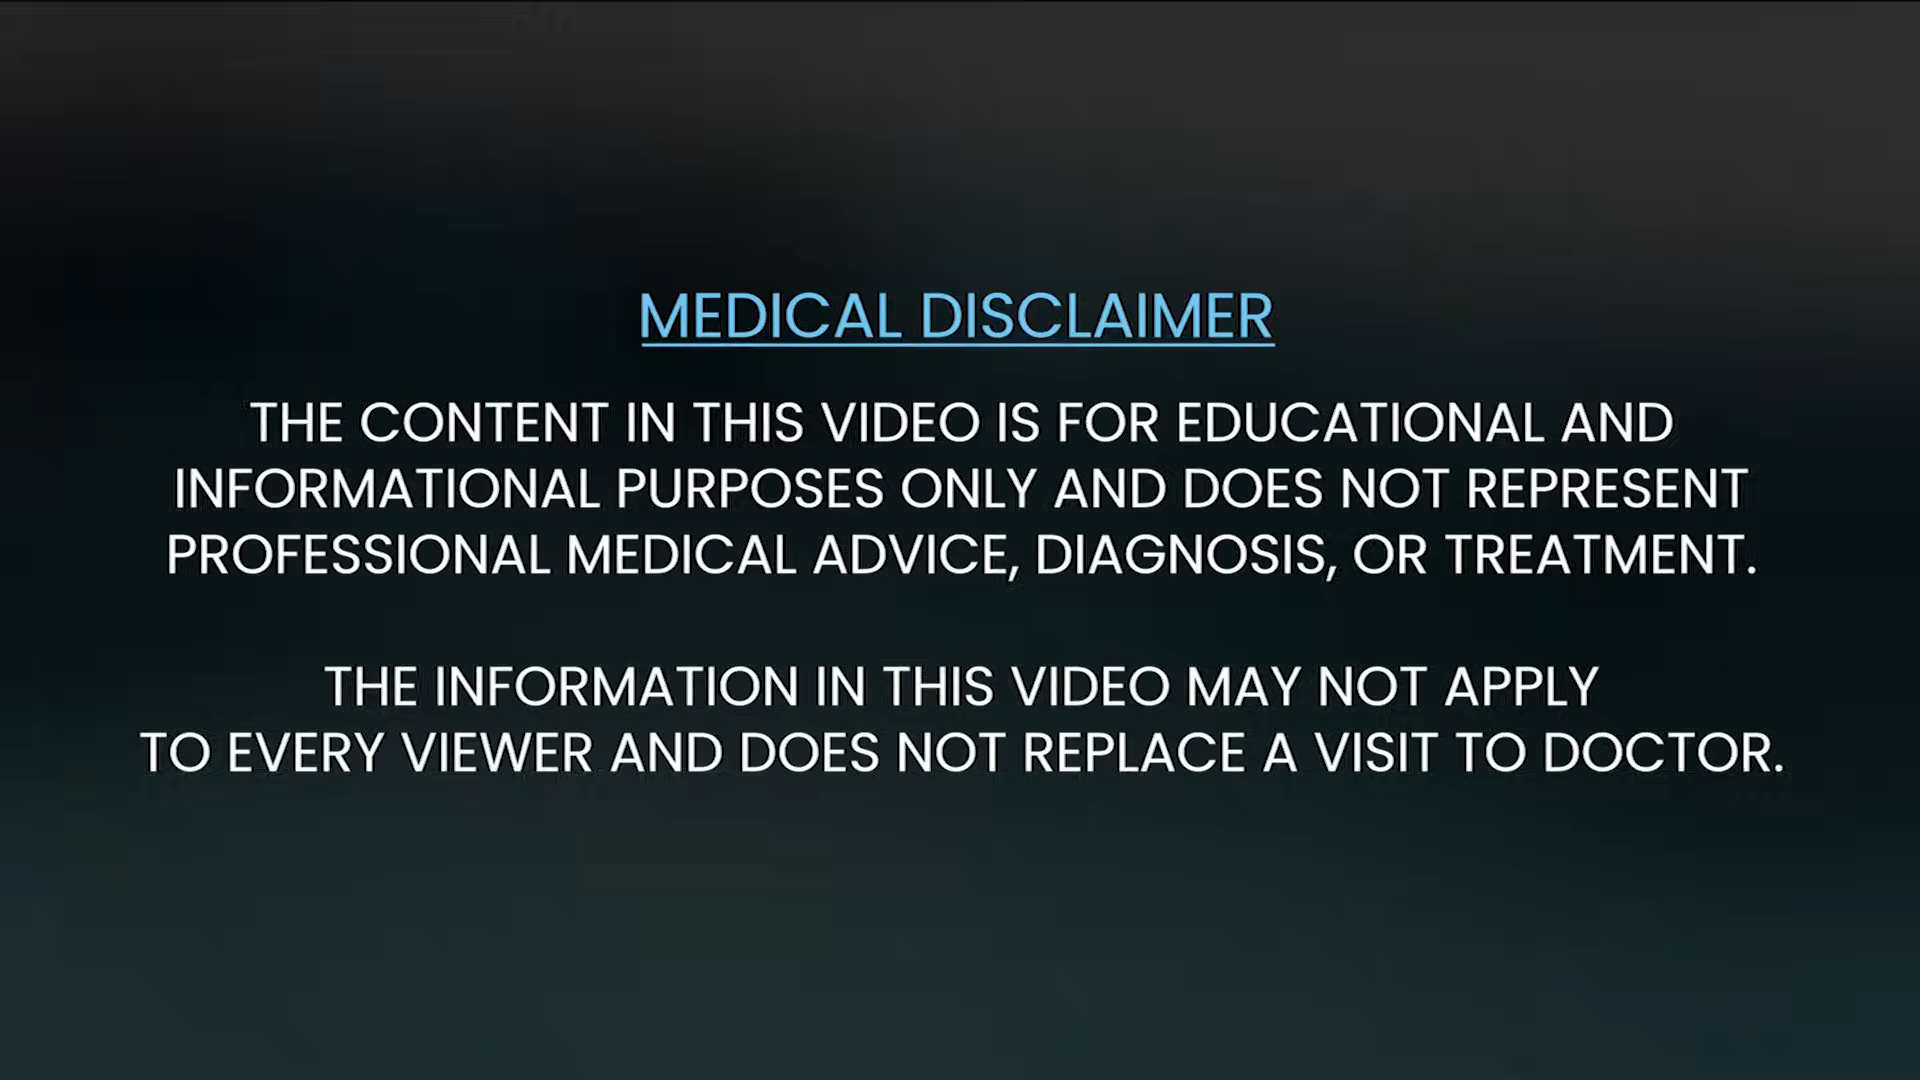 MEDICAL DISCLAIMER
THE CONTENT IN THIS VIDEO IS FOR EDUCATIONAL AND
INFORMATIONAL PURPOSES ONLY AND DOES NOT REPRESENT
PROFESSIONAL MEDICAL ADVICE, DIAGNOSIS, OR TREATMENT.
THE INFORMATION IN THIS VIDEO MAY NOT APPLY
TO EVERY VIEWER AND DOES NOT REPLACE A VISIT TO DOCTOR.